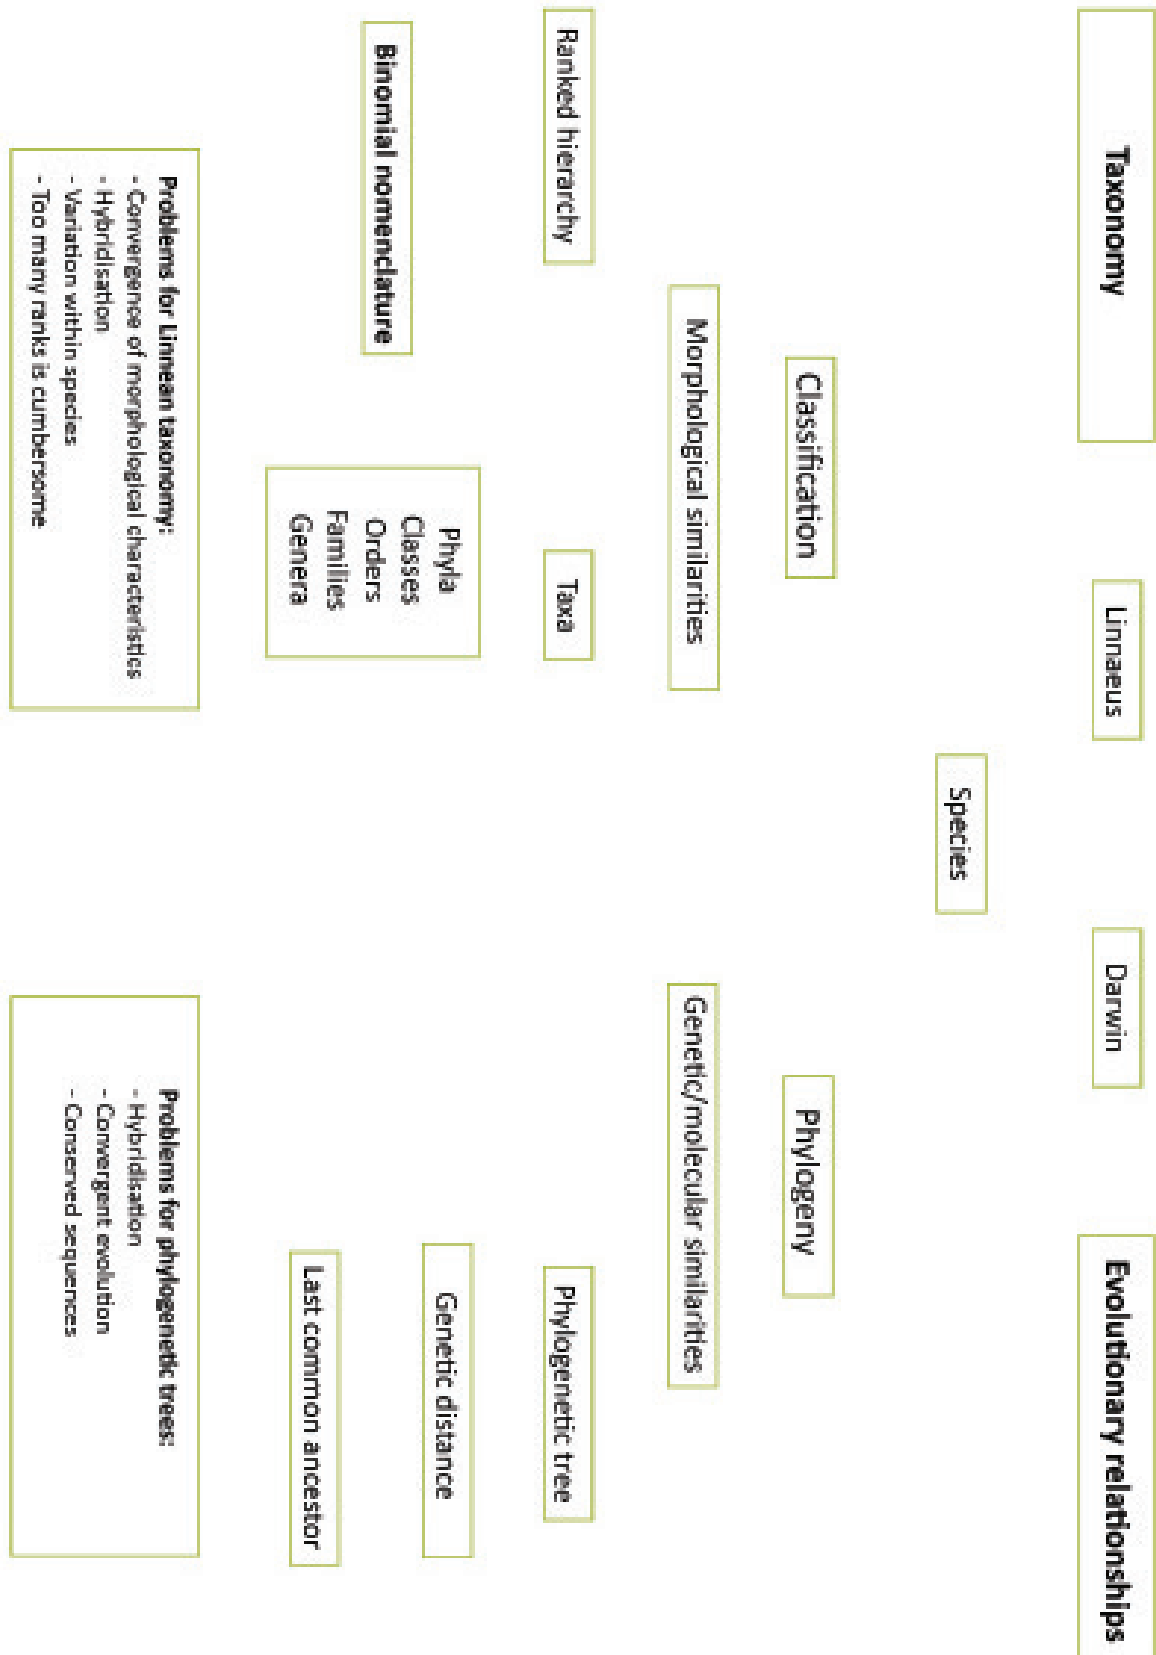 Taxonomy
Linnaeus
Darwin
Evolutionary relationships
Species
Classification
Phylogeny
Morphological similarities
Genetic/molecular similarities
Ranked hierarchy
Taxa
Phylogenetic tree
Binomial nomenclature
Phyla
Classes
Orders
Families
Genera
Genetic distance
Last common ancestor
Problems for Linnean taxonomy:
- Convergence of morphological characteristics
- Hybridisation
- Variation within species
- Too many ranks is cumbersome
Problems for phylogenetic trees:
- Hybridisation
- Convergent evolution
- Conserved sequences